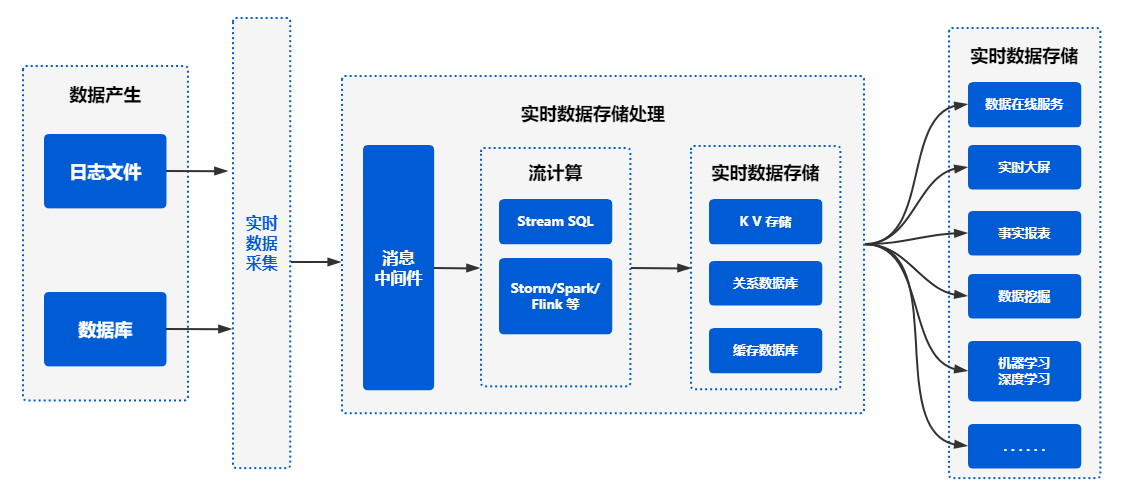 数据产生
日志文件
数据库
实时
数据
采集
实时数据存储处理
消息
中间件
流计算
Stream SQL
Storm/Spark/
Flink 等
实时数据存储
K V 存储
关系数据库
缓存数据库
实时数据存储
数据在线服务
实时大屏
事实报表
数据挖掘
机器学习
深度学习
......